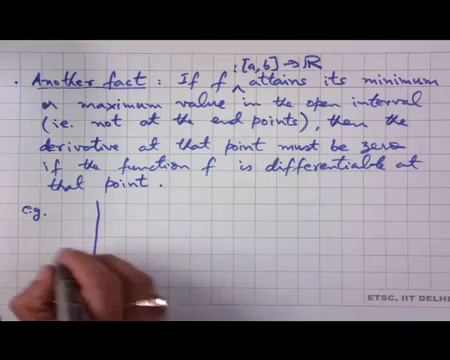 : [a, b] → ℝ
. Another fact : If f ^ attains its minimum
or maximum value in the open interval
(i.e. not at the end points), then the
derivative at that point must be zero
if the function f is differentiable at
that point .
e.g.
ETSC, IIT DELHI